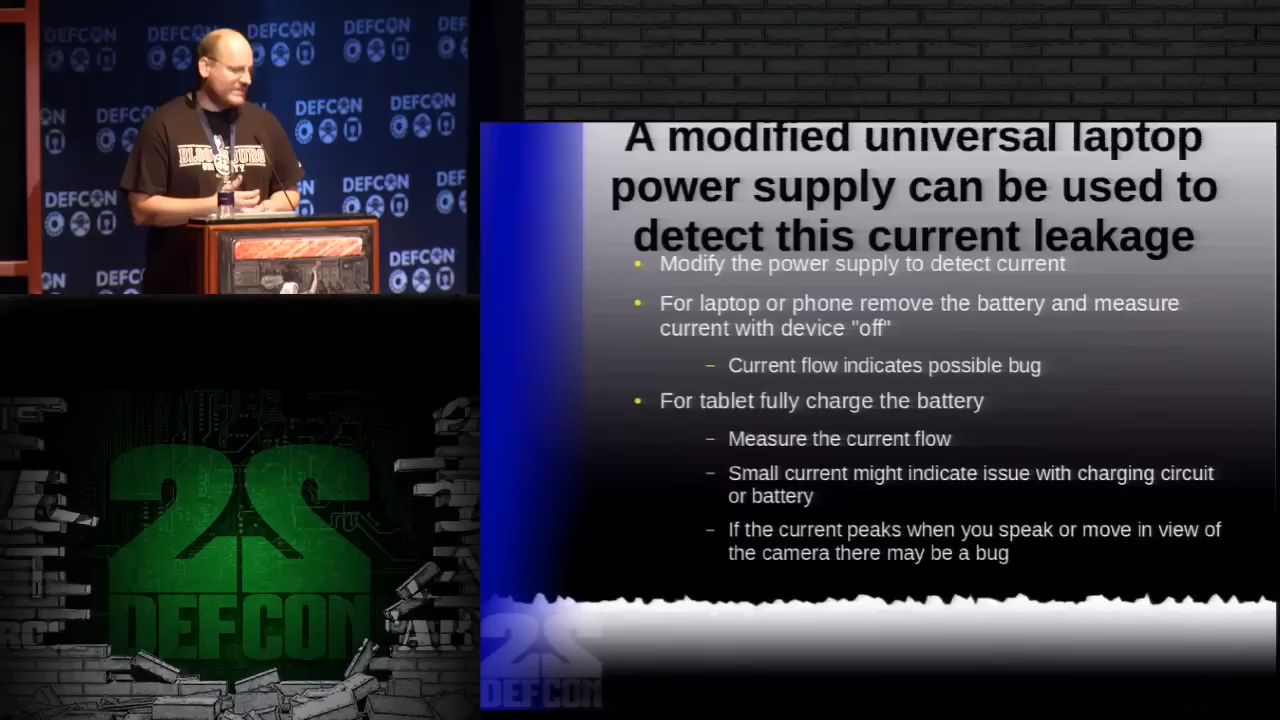 DEFCON DEFCON DEFCON DEFCON
DEFCON DEFCON
BLOOMSBURG
UNIVERSITY
DEFCON DEFCON
DEFCON
A modified universal laptop
power supply can be used to
detect this current leakage
• Modify the power supply to detect current
• For laptop or phone remove the battery and measure
current with device "off"
– Current flow indicates possible bug
• For tablet fully charge the battery
– Measure the current flow
– Small current might indicate issue with charging circuit
or battery
– If the current peaks when you speak or move in view of
the camera there may be a bug
22
DEFCON
22
DEFCON